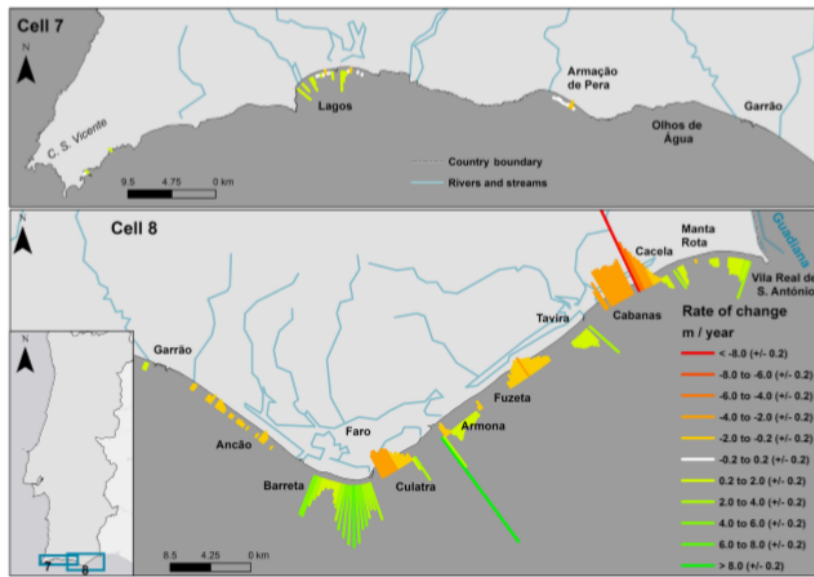 Cell 7
N
Lagos
Armação
de Pera
Olhos de
Água
Garrão
C. S. Vicente
Country boundary
Rivers and streams
9.5 4.75 0 km
N
Cell 8
Garrão
Ancão
Faro
Barreta
Culatra
Armona
Fuzeta
Tavira
Cabanas
Cacela
Manta
Rota
Guadiana
Vila Real de
S. António
Rate of change
m / year
< -8.0 (+/- 0.2)
-8.0 to -6.0 (+/- 0.2)
-6.0 to -4.0 (+/- 0.2)
-4.0 to -2.0 (+/- 0.2)
-2.0 to -0.2 (+/- 0.2)
-0.2 to 0.2 (+/- 0.2)
0.2 to 2.0 (+/- 0.2)
2.0 to 4.0 (+/- 0.2)
4.0 to 6.0 (+/- 0.2)
6.0 to 8.0 (+/- 0.2)
> 8.0 (+/- 0.2)
N
7
8
8.5 4.25 0 km